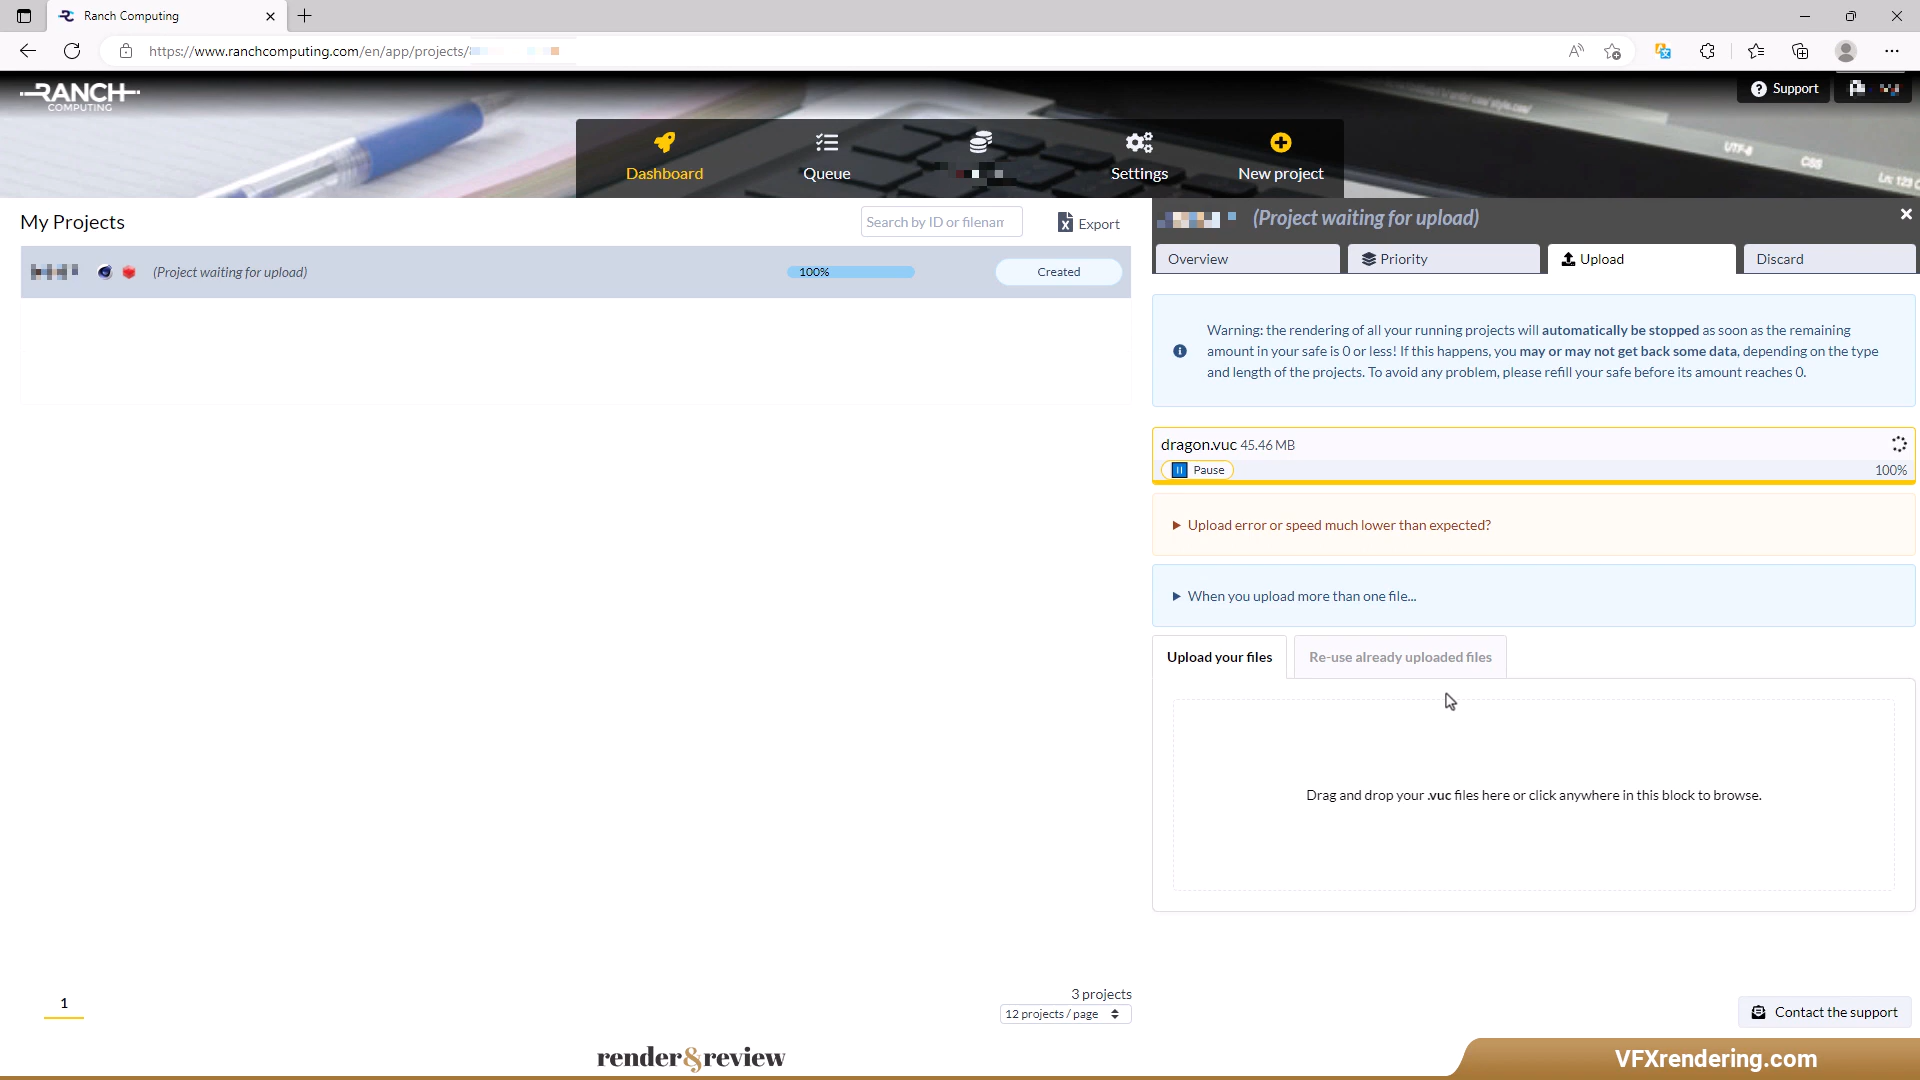 Ranch Computing
https://www.ranchcomputing.com/en/app/projects/
RANCH
COMPUTING
Support
UTF-8
CSS
Dashboard
Queue
Settings
New project
My Projects
Search by ID or filenam
Export
(Project waiting for upload)
100%
Created
(Project waiting for upload)
Overview
Priority
Upload
Discard
Warning: the rendering of all your running projects will automatically be stopped as soon as the remaining
amount in your safe is 0 or less! If this happens, you may or may not get back some data, depending on the type
and length of the projects. To avoid any problem, please refill your safe before its amount reaches 0.
dragon.vuc 45.46 MB
Pause
100%
Upload error or speed much lower than expected?
When you upload more than one file...
Upload your files
Re-use already uploaded files
Drag and drop your .vuc files here or click anywhere in this block to browse.
1
3 projects
12 projects / page
Contact the support
render&review
VFXrendering.com